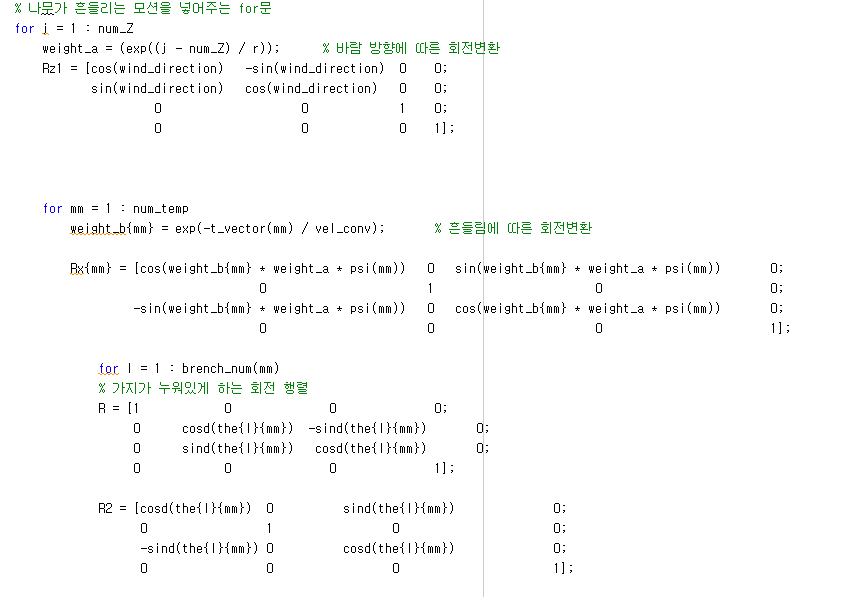 % 나뭇가 흔들리는 모션을 넣어주는 for문
for j = 1 : num_Z
weight_a = (exp((j - num_Z) / r)); % 바람 방향에 따른 회전변환
Rz1 = [cos(wind_direction) -sin(wind_direction) 0 0;
sin(wind_direction) cos(wind_direction) 0 0;
0 0 1 0;
0 0 0 1];
for mm = 1 : num_temp
weight_b{mm} = exp(-t_vector(mm) / vel_conv); % 흔들림에 따른 회전변환
Rx{mm} = [cos(weight_b{mm} * weight_a * psi(mm)) 0 sin(weight_b{mm} * weight_a * psi(mm)) 0;
0 1 0 0;
-sin(weight_b{mm} * weight_a * psi(mm)) 0 cos(weight_b{mm} * weight_a * psi(mm)) 0;
0 0 0 1];
for l = 1 : brench_num(mm)
% 가지가 누워있게 하는 회전 행렬
R = [1 0 0 0;
0 cosd(the{l}{mm}) -sind(the{l}{mm}) 0;
0 sind(the{l}{mm}) cosd(the{l}{mm}) 0;
0 0 0 1];
R2 = [cosd(the{l}{mm}) 0 sind(the{l}{mm}) 0;
0 1 0 0;
-sind(the{l}{mm}) 0 cosd(the{l}{mm}) 0;
0 0 0 1];